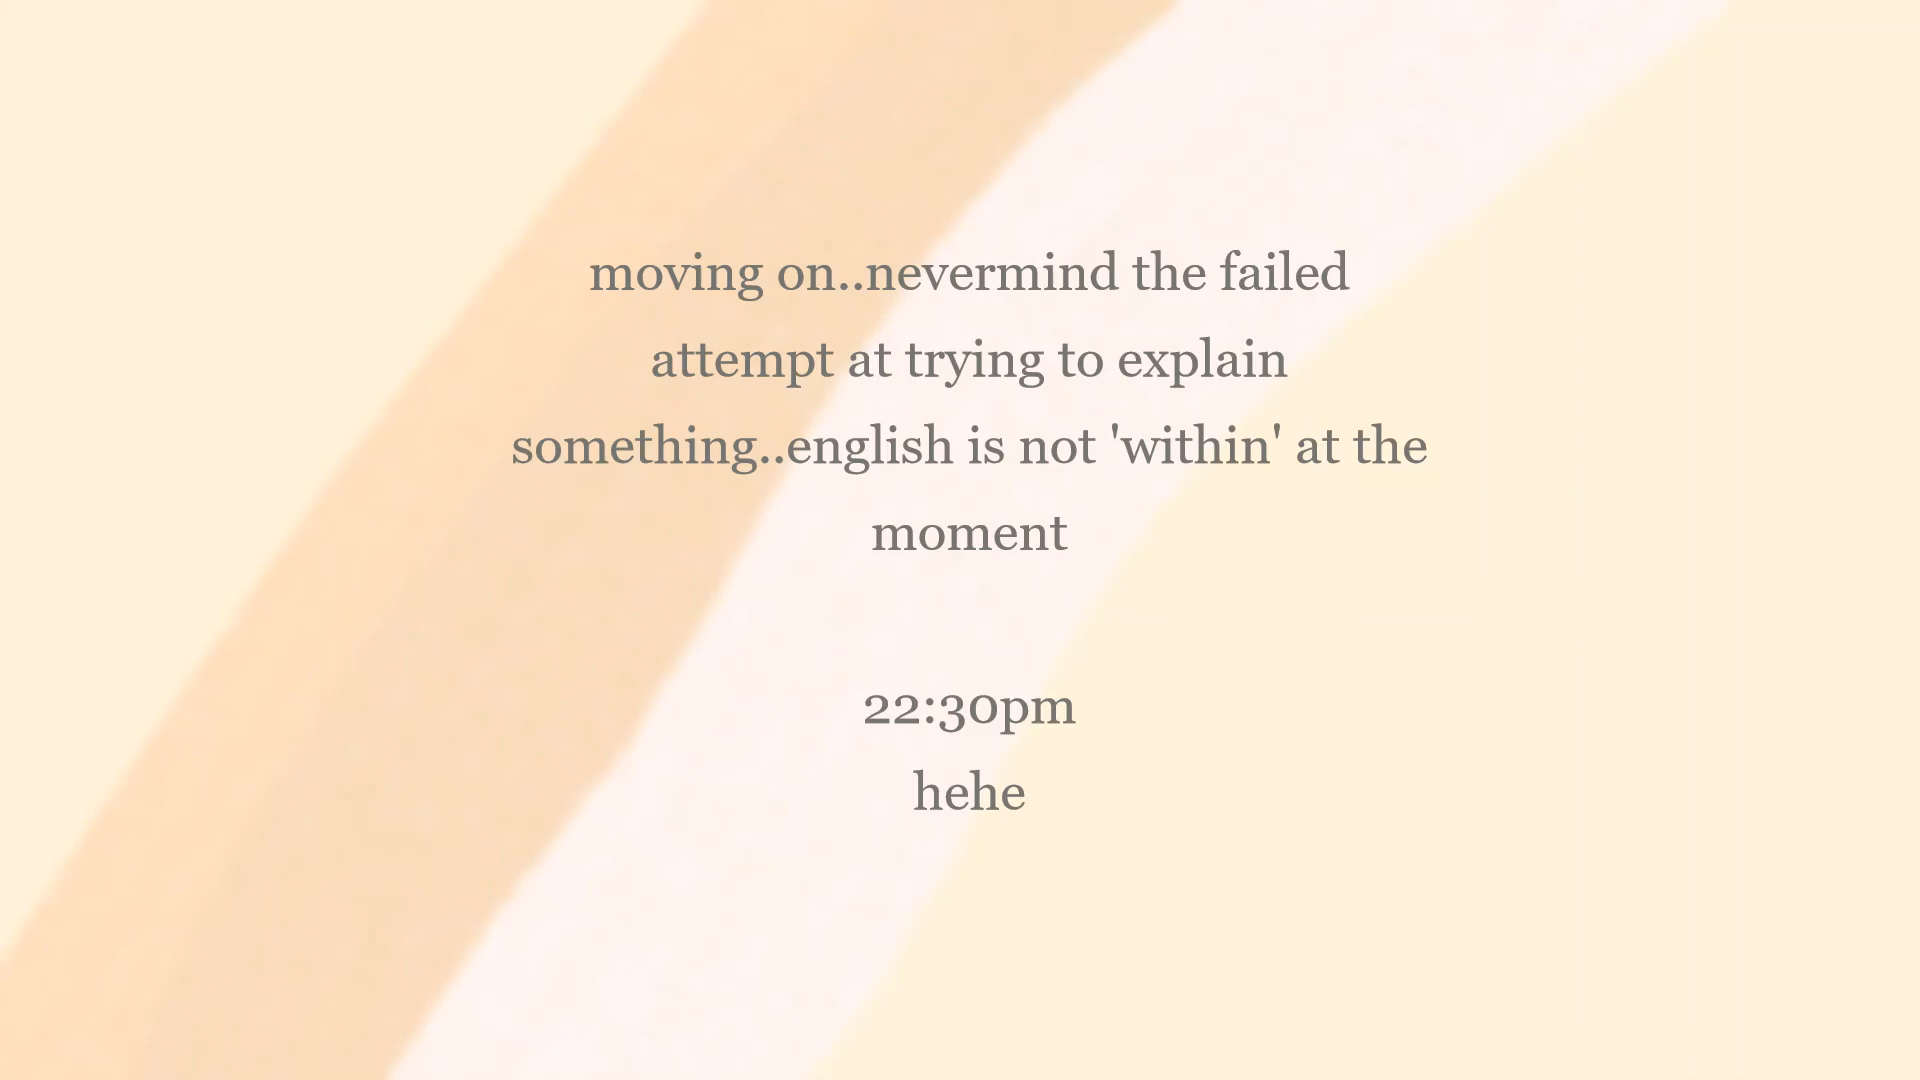 moving on..nevermind the failed
attempt at trying to explain
something..english is not 'within' at the
moment
22:30pm
hehe